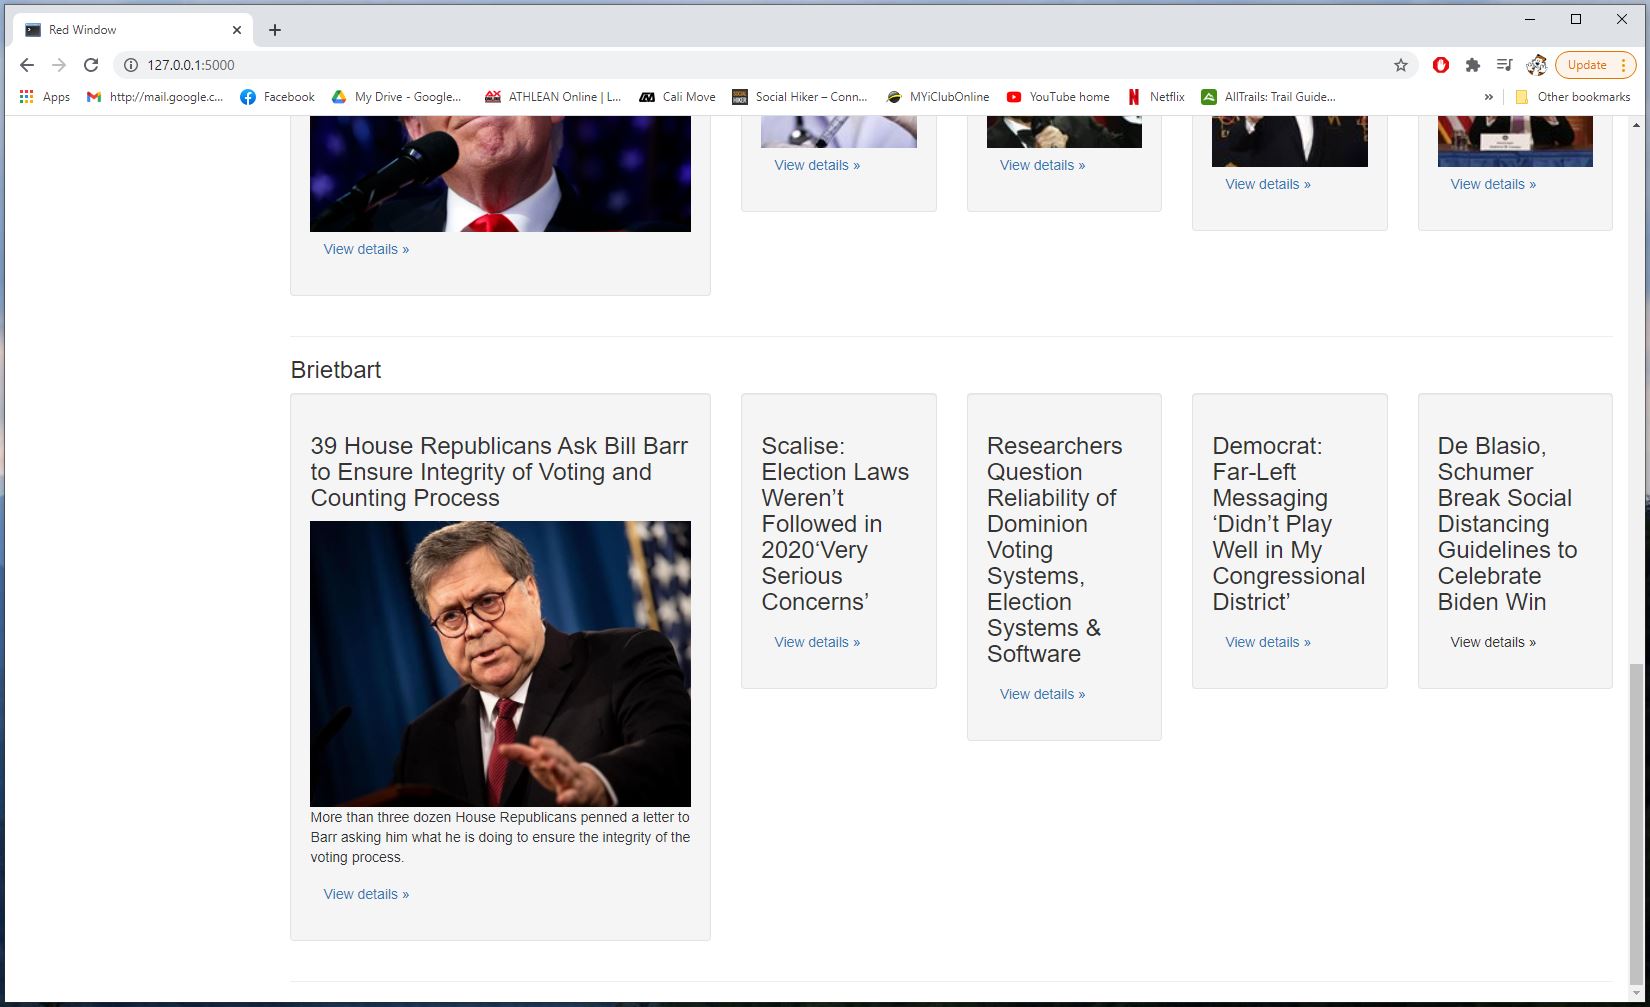 Red Window
127.0.0.1:5000
Update
Apps
http://mail.google.c...
Facebook
My Drive - Google...
ATHLEAN Online | L...
Cali Move
Social Hiker – Conn...
MYiClubOnline
YouTube home
Netflix
AllTrails: Trail Guide...
»
Other bookmarks
View details »
View details »
View details »
View details »
View details »
Brietbart
39 House Republicans Ask Bill Barr
to Ensure Integrity of Voting and
Counting Process
More than three dozen House Republicans penned a letter to
Barr asking him what he is doing to ensure the integrity of the
voting process.
View details »
Scalise:
Election Laws
Weren’t
Followed in
2020‘Very
Serious
Concerns’
View details »
Researchers
Question
Reliability of
Dominion
Voting
Systems,
Election
Systems &
Software
View details »
Democrat:
Far-Left
Messaging
‘Didn’t Play
Well in My
Congressional
District’
View details »
De Blasio,
Schumer
Break Social
Distancing
Guidelines to
Celebrate
Biden Win
View details »